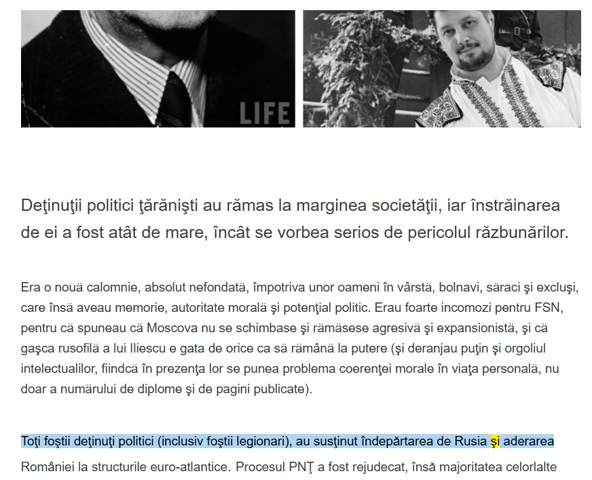 LIFE
Deţinuţii politici ţărănişti au rămas la marginea societăţii, iar înstrăinarea
de ei a fost atât de mare, încât se vorbea serios de pericolul răzbunărilor.
Era o nouă calomnie, absolut nefondată, împotriva unor oameni în vârstă, bolnavi, săraci şi excluşi,
care însă aveau memorie, autoritate morală şi potenţial politic. Erau foarte incomozi pentru FSN,
pentru că spuneau că Moscova nu se schimbase şi rămăsese agresivă şi expansionistă, şi că
gaşca rusofilă a lui Iliescu e gata de orice ca să rămână la putere (şi deranjau puţin şi orgoliul
intelectualilor, fiindcă în prezenţa lor se punea problema coerenţei morale în viaţa personală, nu
doar a numărului de diplome şi de pagini publicate).
Toţi foştii deţinuţi politici (inclusiv foştii legionari), au susţinut îndepărtarea de Rusia şi aderarea
României la structurile euro-atlantice. Procesul PNŢ a fost rejudecat, însă majoritatea celorlalte